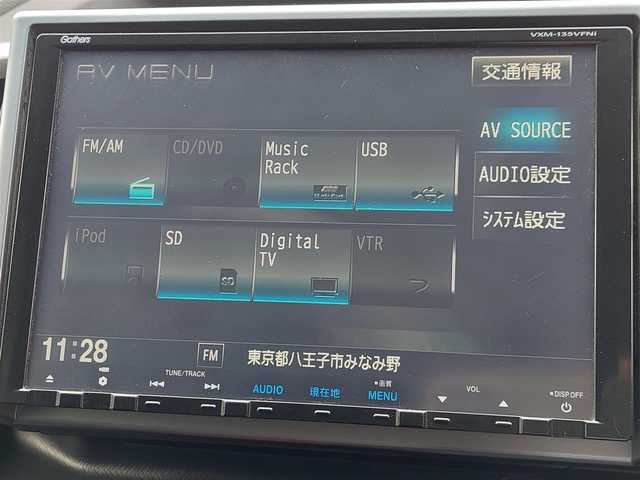 Gathers
VXM-135VFNi
AV MENU
交通情報
FM/AM
CD/DVD
Music
Rack
USB
AV SOURCE
AUDIO設定
システム設定
iPod
SD
SD
Digital
TV
VTR
11:28
FM
東京都八王子市みなみ野
TUNE/TRACK
AUDIO
現在地
画質
MENU
VOL
DISP OFF